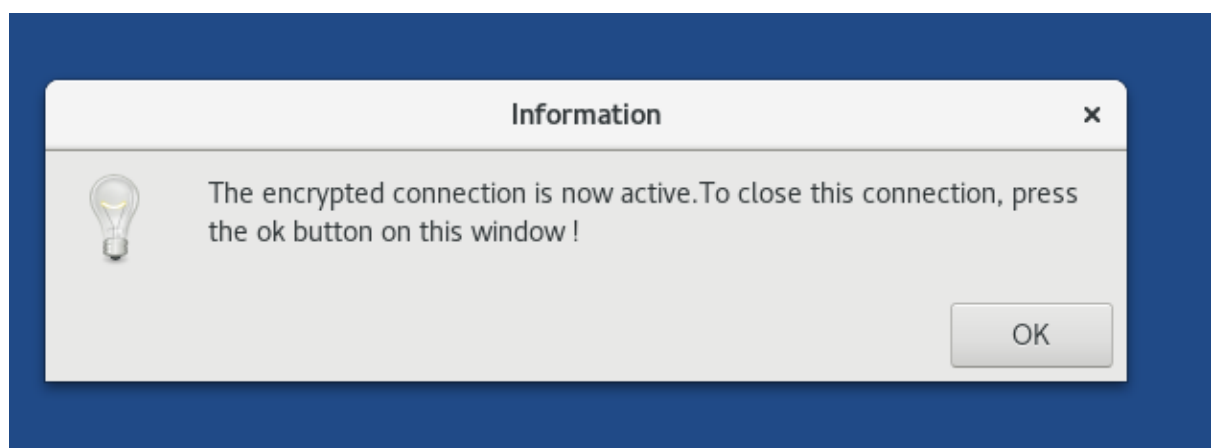 Information
The encrypted connection is now active.To close this connection, press
the ok button on this window !
OK